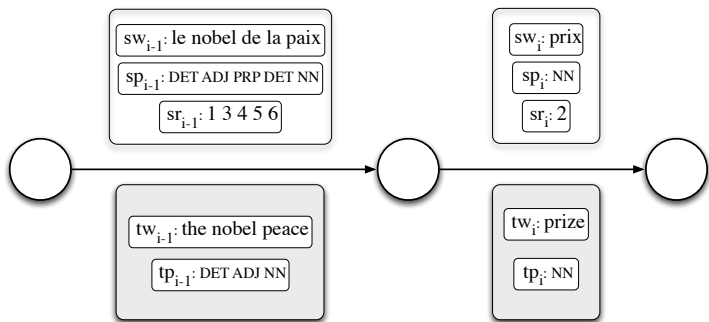 sw_{i-1}: le nobel de la paix
sp_{i-1}: DET ADJ PRP DET NN
sr_{i-1}: 1 3 4 5 6
tw_{i-1}: the nobel peace
tp_{i-1}: DET ADJ NN
sw_i: prix
sp_i: NN
sr_i: 2
tw_i: prize
tp_i: NN